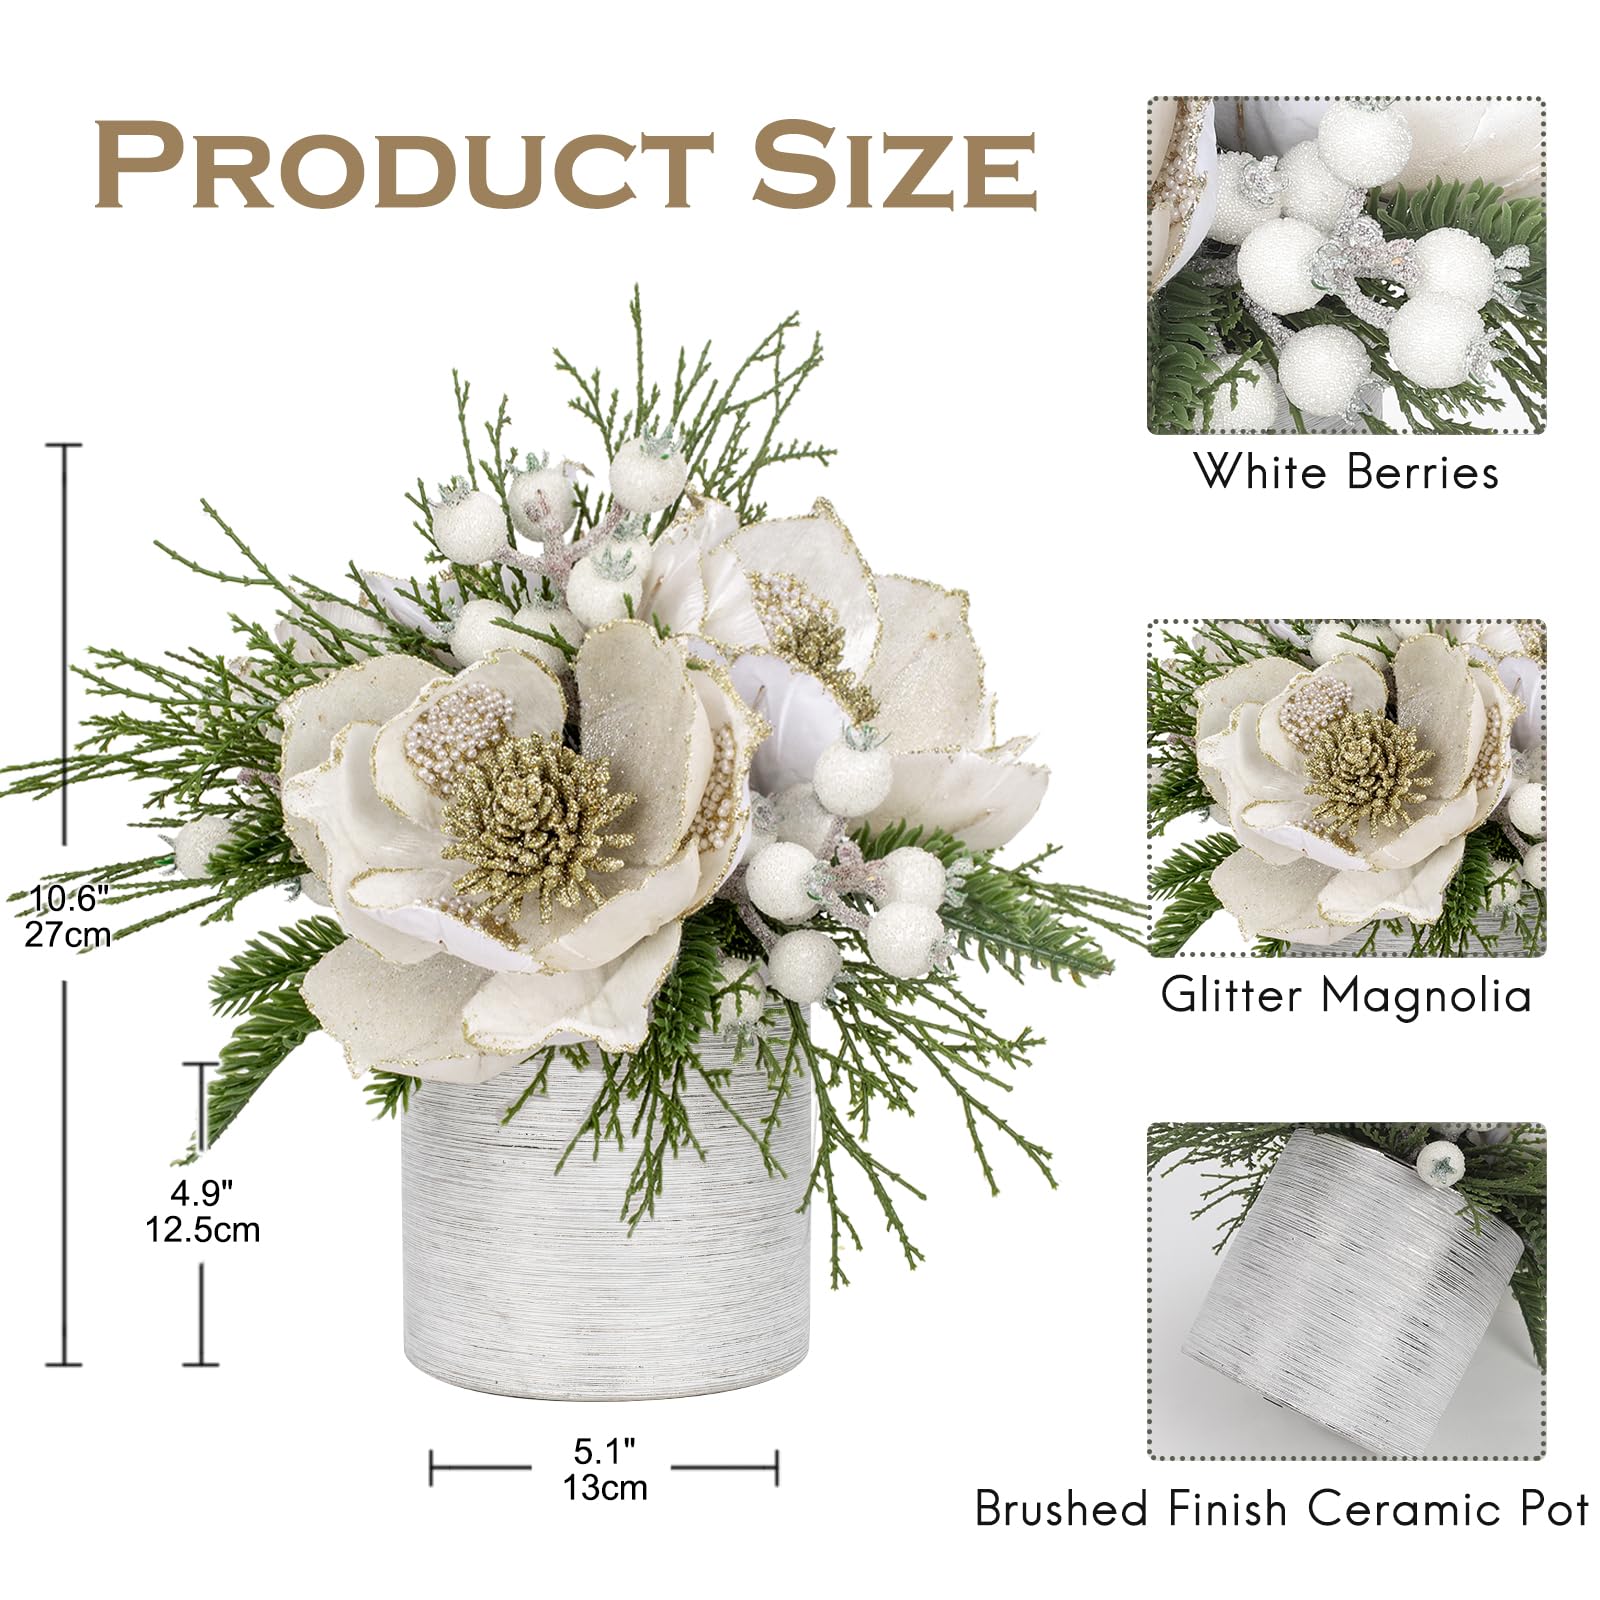 PRODUCT SIZE
White Berries
10.6"
27cm
Glitter Magnolia
4.9"
12.5cm
5.1"
13cm
Brushed Finish Ceramic Pot